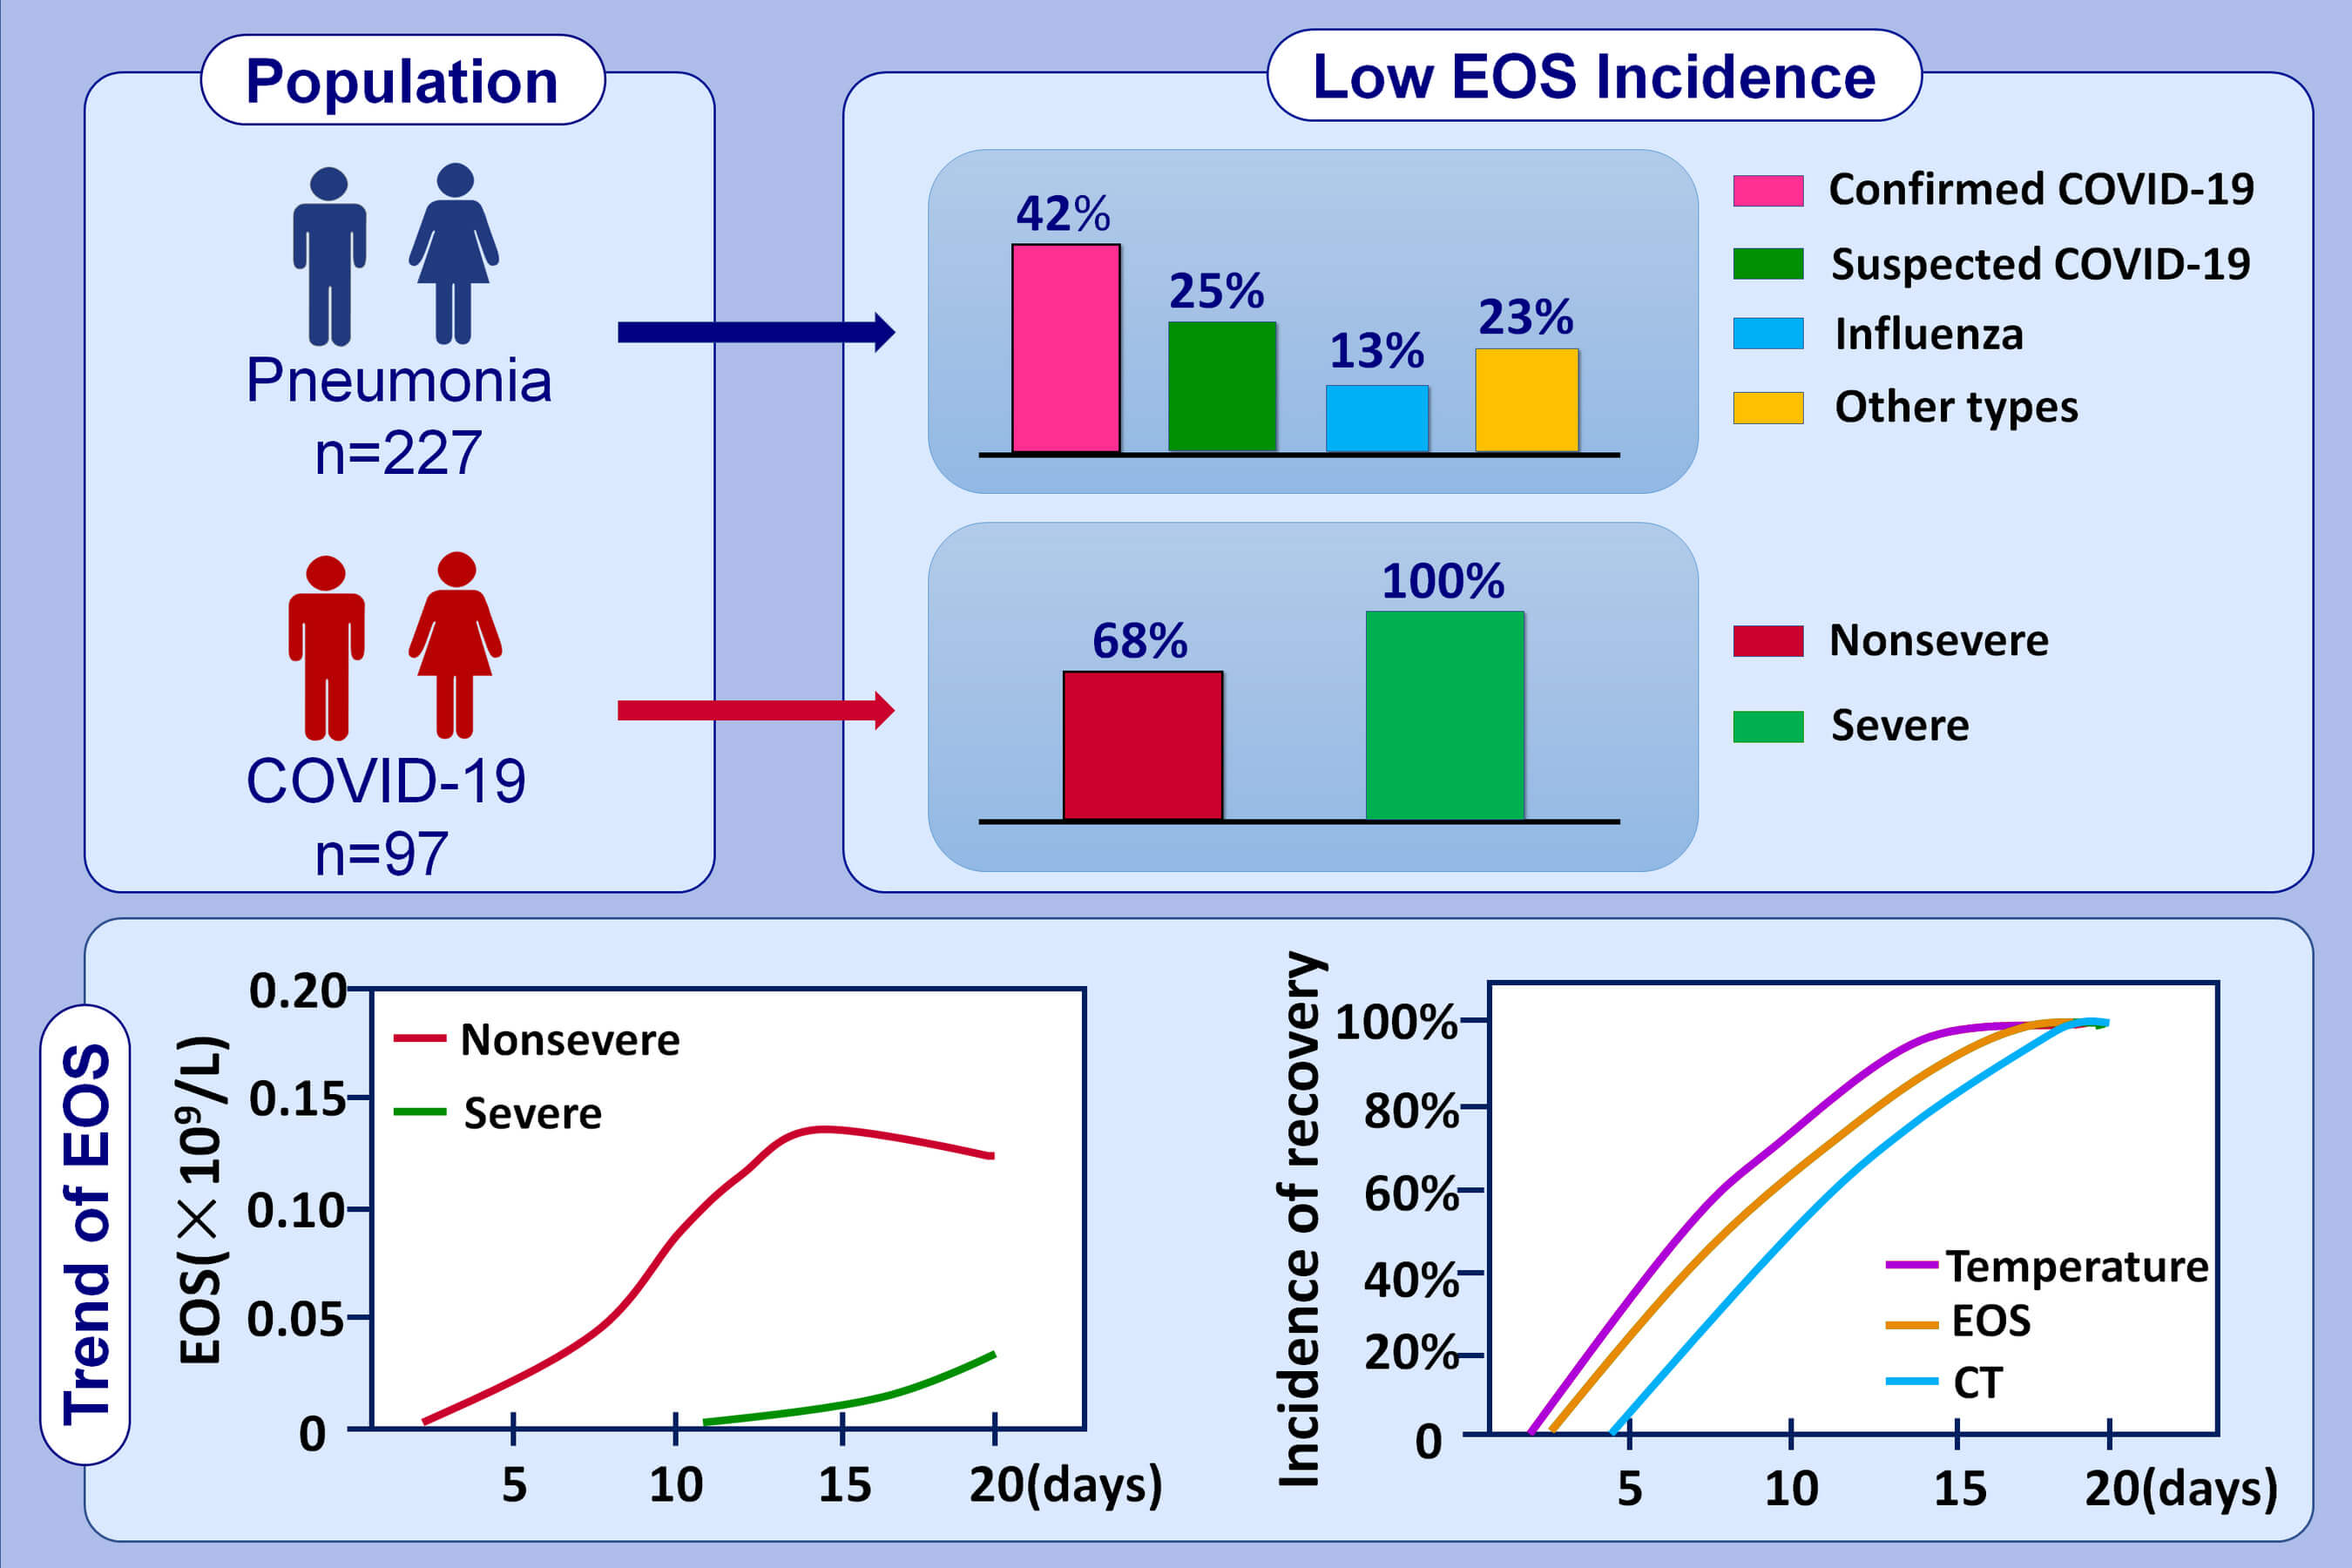 Population
Pneumonia
n=227
COVID-19
n=97
Low EOS Incidence
42%
25%
13%
23%
Confirmed COVID-19
Suspected COVID-19
Influenza
Other types
68%
100%
Nonsevere
Severe
Trend of EOS
EOS(×10⁹/L)
0.20
0.15
0.10
0.05
0
Nonsevere
Severe
5 10 15 20(days)
Incidence of recovery
100%
80%
60%
40%
20%
0
Temperature
EOS
CT
5 10 15 20(days)